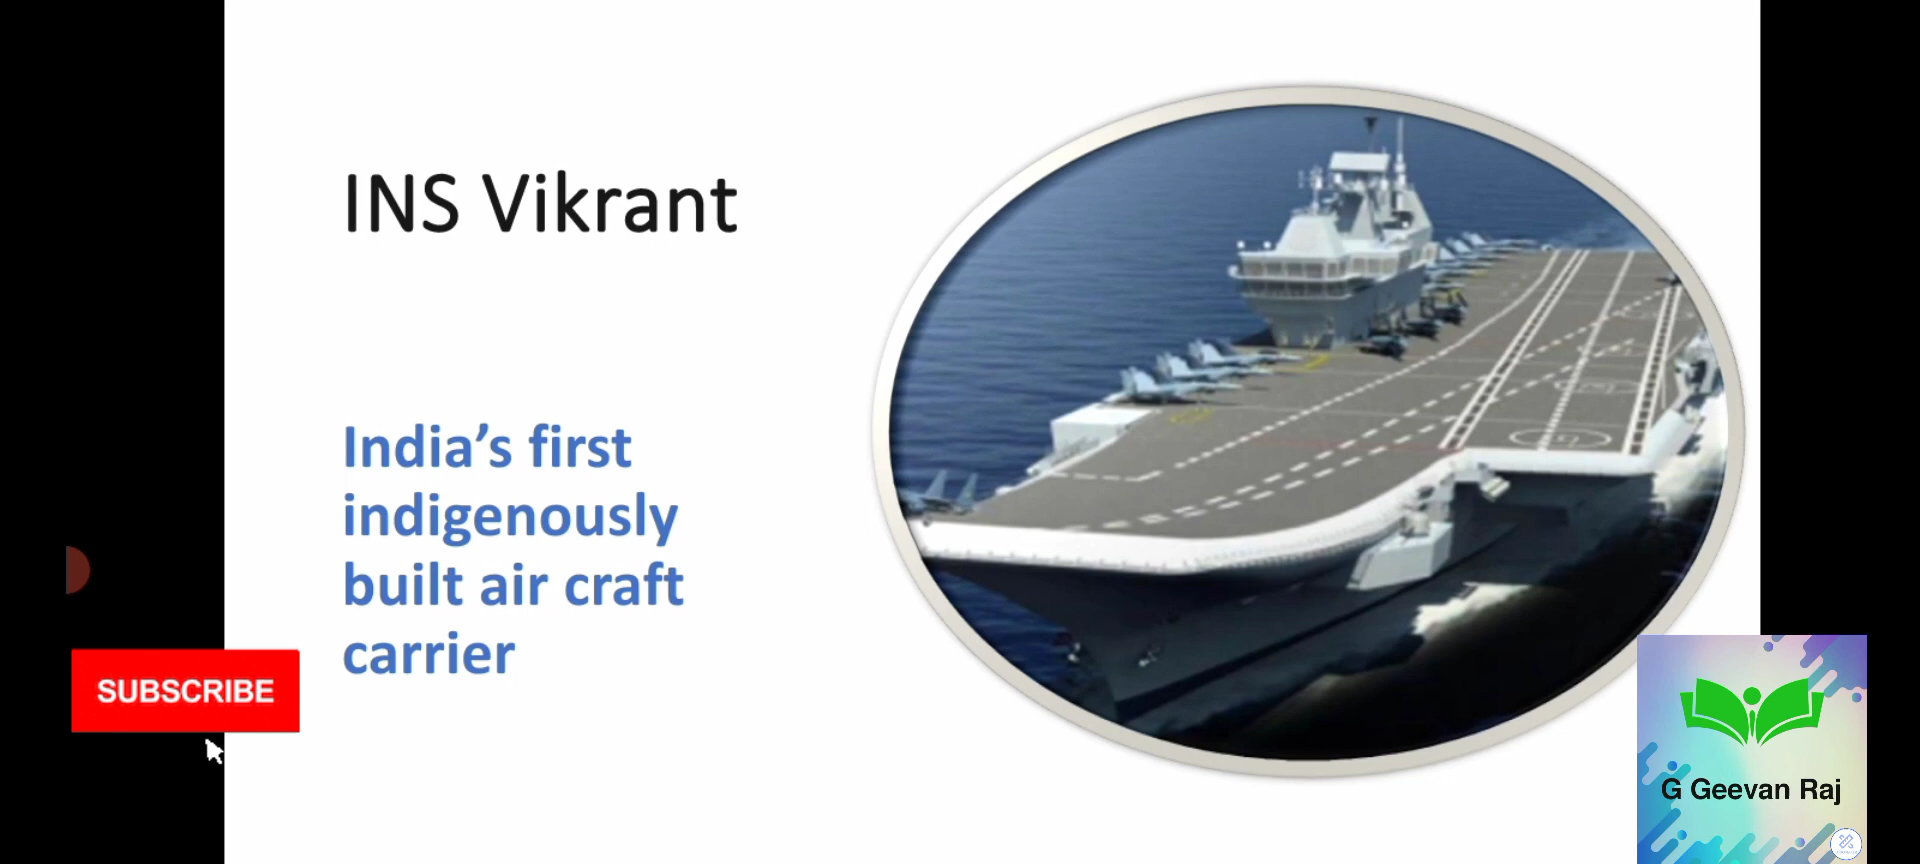 INS Vikrant
India’s first
indigenously
built air craft
carrier
SUBSCRIBE
G Geevan Raj